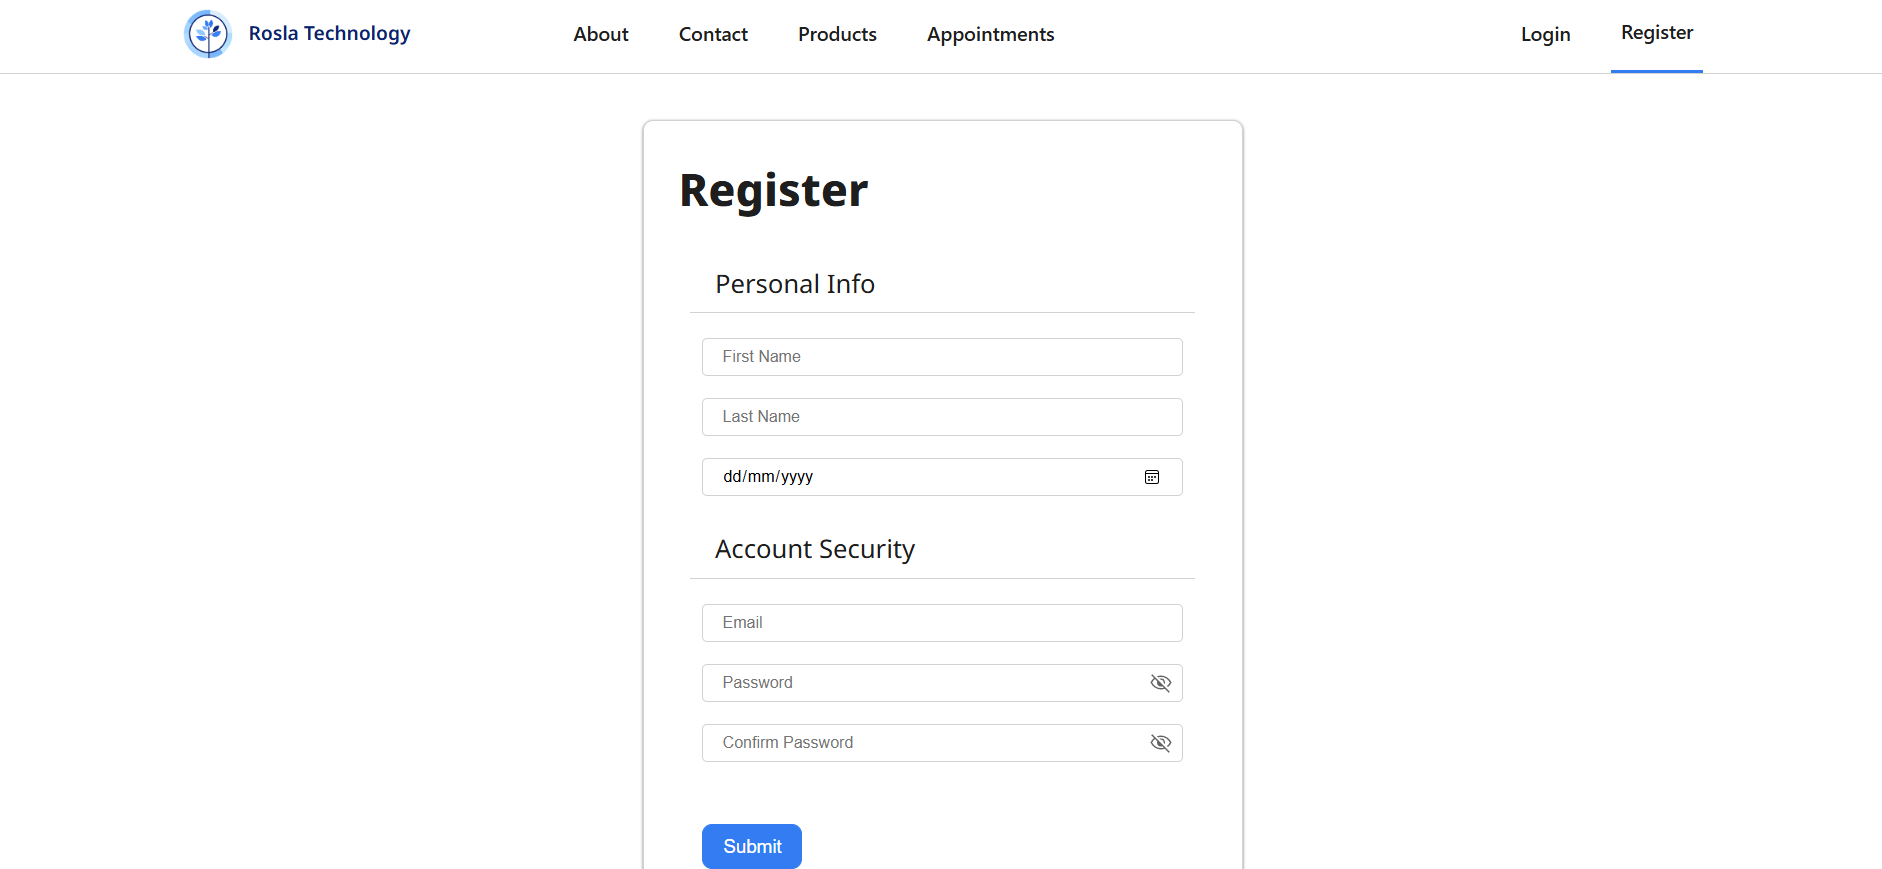 Rosla Technology About Contact Products Appointments Login Register
Register
Personal Info
First Name
Last Name
dd/mm/yyyy
Account Security
Email
Password
Confirm Password
Submit